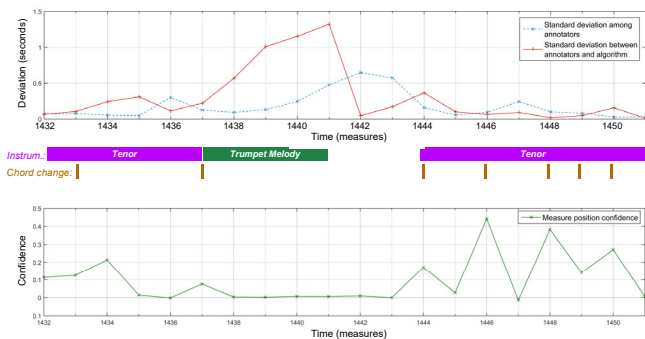 1.5
1
0.5
0
Deviation (seconds)
Standard deviation among
annotators
Standard deviation between
annotators and algorithm
1432 1434 1436 1438 1440 1442 1444 1446 1448 1450
Time (measures)
Instrum.: Tenor Trumpet Melody Tenor
Chord change:
0.5
0.4
0.3
0.2
0.1
0
0.1
Confidence
Measure position confidence
1432 1434 1436 1438 1440 1442 1444 1446 1448 1450
Time (measures)